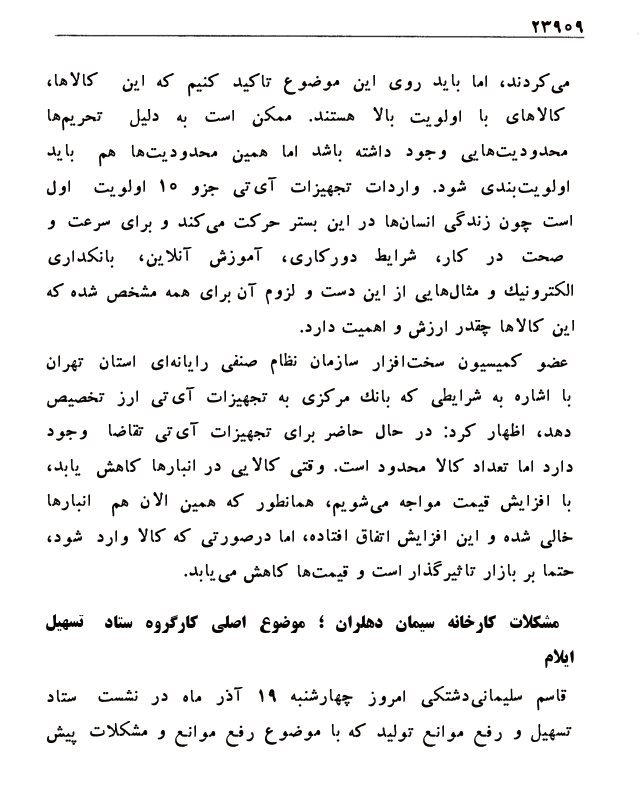 ۲۳۹۰۹
می‌کردند، اما باید روی این موضوع تاکید کنیم که این کالاها،
کالاهای با اولویت بالا هستند. ممکن است به دلیل تحریم‌ها
محدودیت‌هایی وجود داشته باشد اما همین محدودیت‌ها هم باید
اولویت‌بندی شود. واردات تجهیزات آی‌تی جزو ۱۰ اولویت اول
است چون زندگی انسان‌ها در این بستر حرکت می‌کند و برای سرعت و
صحت در کار، شرایط دورکاری، آموزش آنلاین، بانکداری
الکترونیك و مثال‌هایی از این دست و لزوم آن برای همه مشخص شده که
این کالاها چقدر ارزش و اهمیت دارد.
عضو کمیسیون سخت‌افزار سازمان نظام صنفی رایانه‌ای استان تهران
با اشاره به شرایطی که بانك مرکزی به تجهیزات آی‌تی ارز تخصیص
دهد، اظهار کرد: در حال حاضر برای تجهیزات آی‌تی تقاضا وجود
دارد اما تعداد کالا محدود است. وقتی کالایی در انبارها کاهش یابد،
با افزایش قیمت مواجه می‌شویم، همانطور که همین الان هم انبارها
خالی شده و این افزایش اتفاق افتاده، اما درصورتی که کالا وارد شود،
حتما بر بازار تاثیرگذار است و قیمت‌ها کاهش می‌یابد.
مشکلات کارخانه سیمان دهلران ؛ موضوع اصلی کارگروه ستاد تسهیل
ایلام
قاسم سلیمانی‌دشتکی امروز چهارشنبه ۱۹ آذر ماه در نشست ستاد
تسهیل و رفع موانع تولید که با موضوع رفع موانع و مشکلات پیش